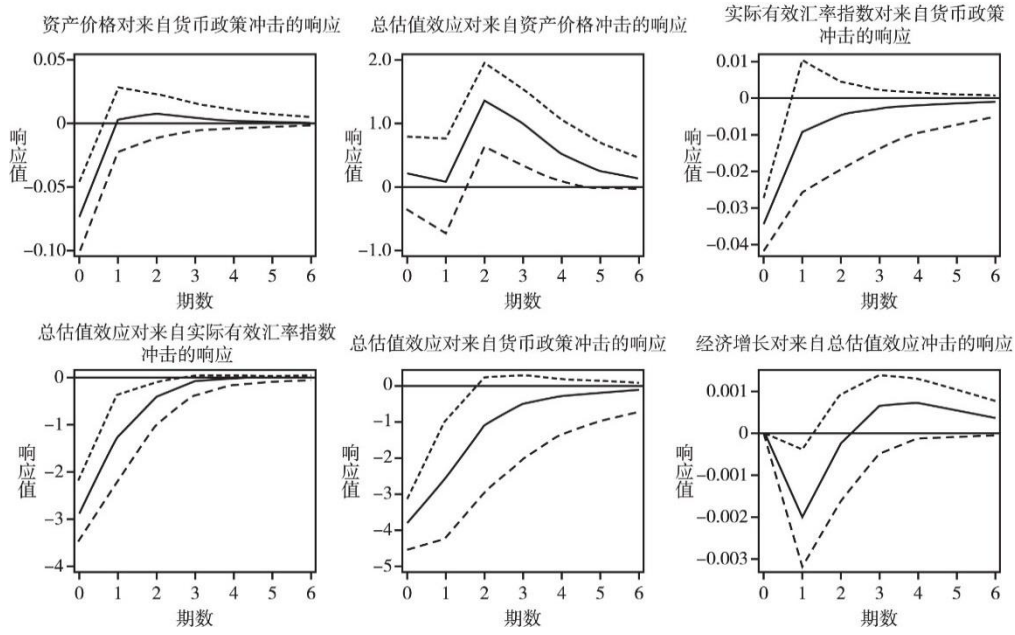 资产价格对来自货币政策冲击的响应
0.05
0
−0.05
−0.10
响应值
0 1 2 3 4 5 6
期数
总估值效应对来自资产价格冲击的响应
2.0
1.0
0
−1.0
响应值
0 1 2 3 4 5 6
期数
实际有效汇率指数对来自货币政策
冲击的响应
0.01
0
−0.01
−0.02
−0.03
−0.04
响应值
0 1 2 3 4 5 6
期数
总估值效应对来自实际有效汇率指数
冲击的响应
0
−1
−2
−3
−4
响应值
0 1 2 3 4 5 6
期数
总估值效应对来自货币政策冲击的响应
0
−1
−2
−3
−4
−5
响应值
0 1 2 3 4 5 6
期数
经济增长对来自总估值效应冲击的响应
0.001
0
−0.001
−0.002
−0.003
响应值
0 1 2 3 4 5 6
期数